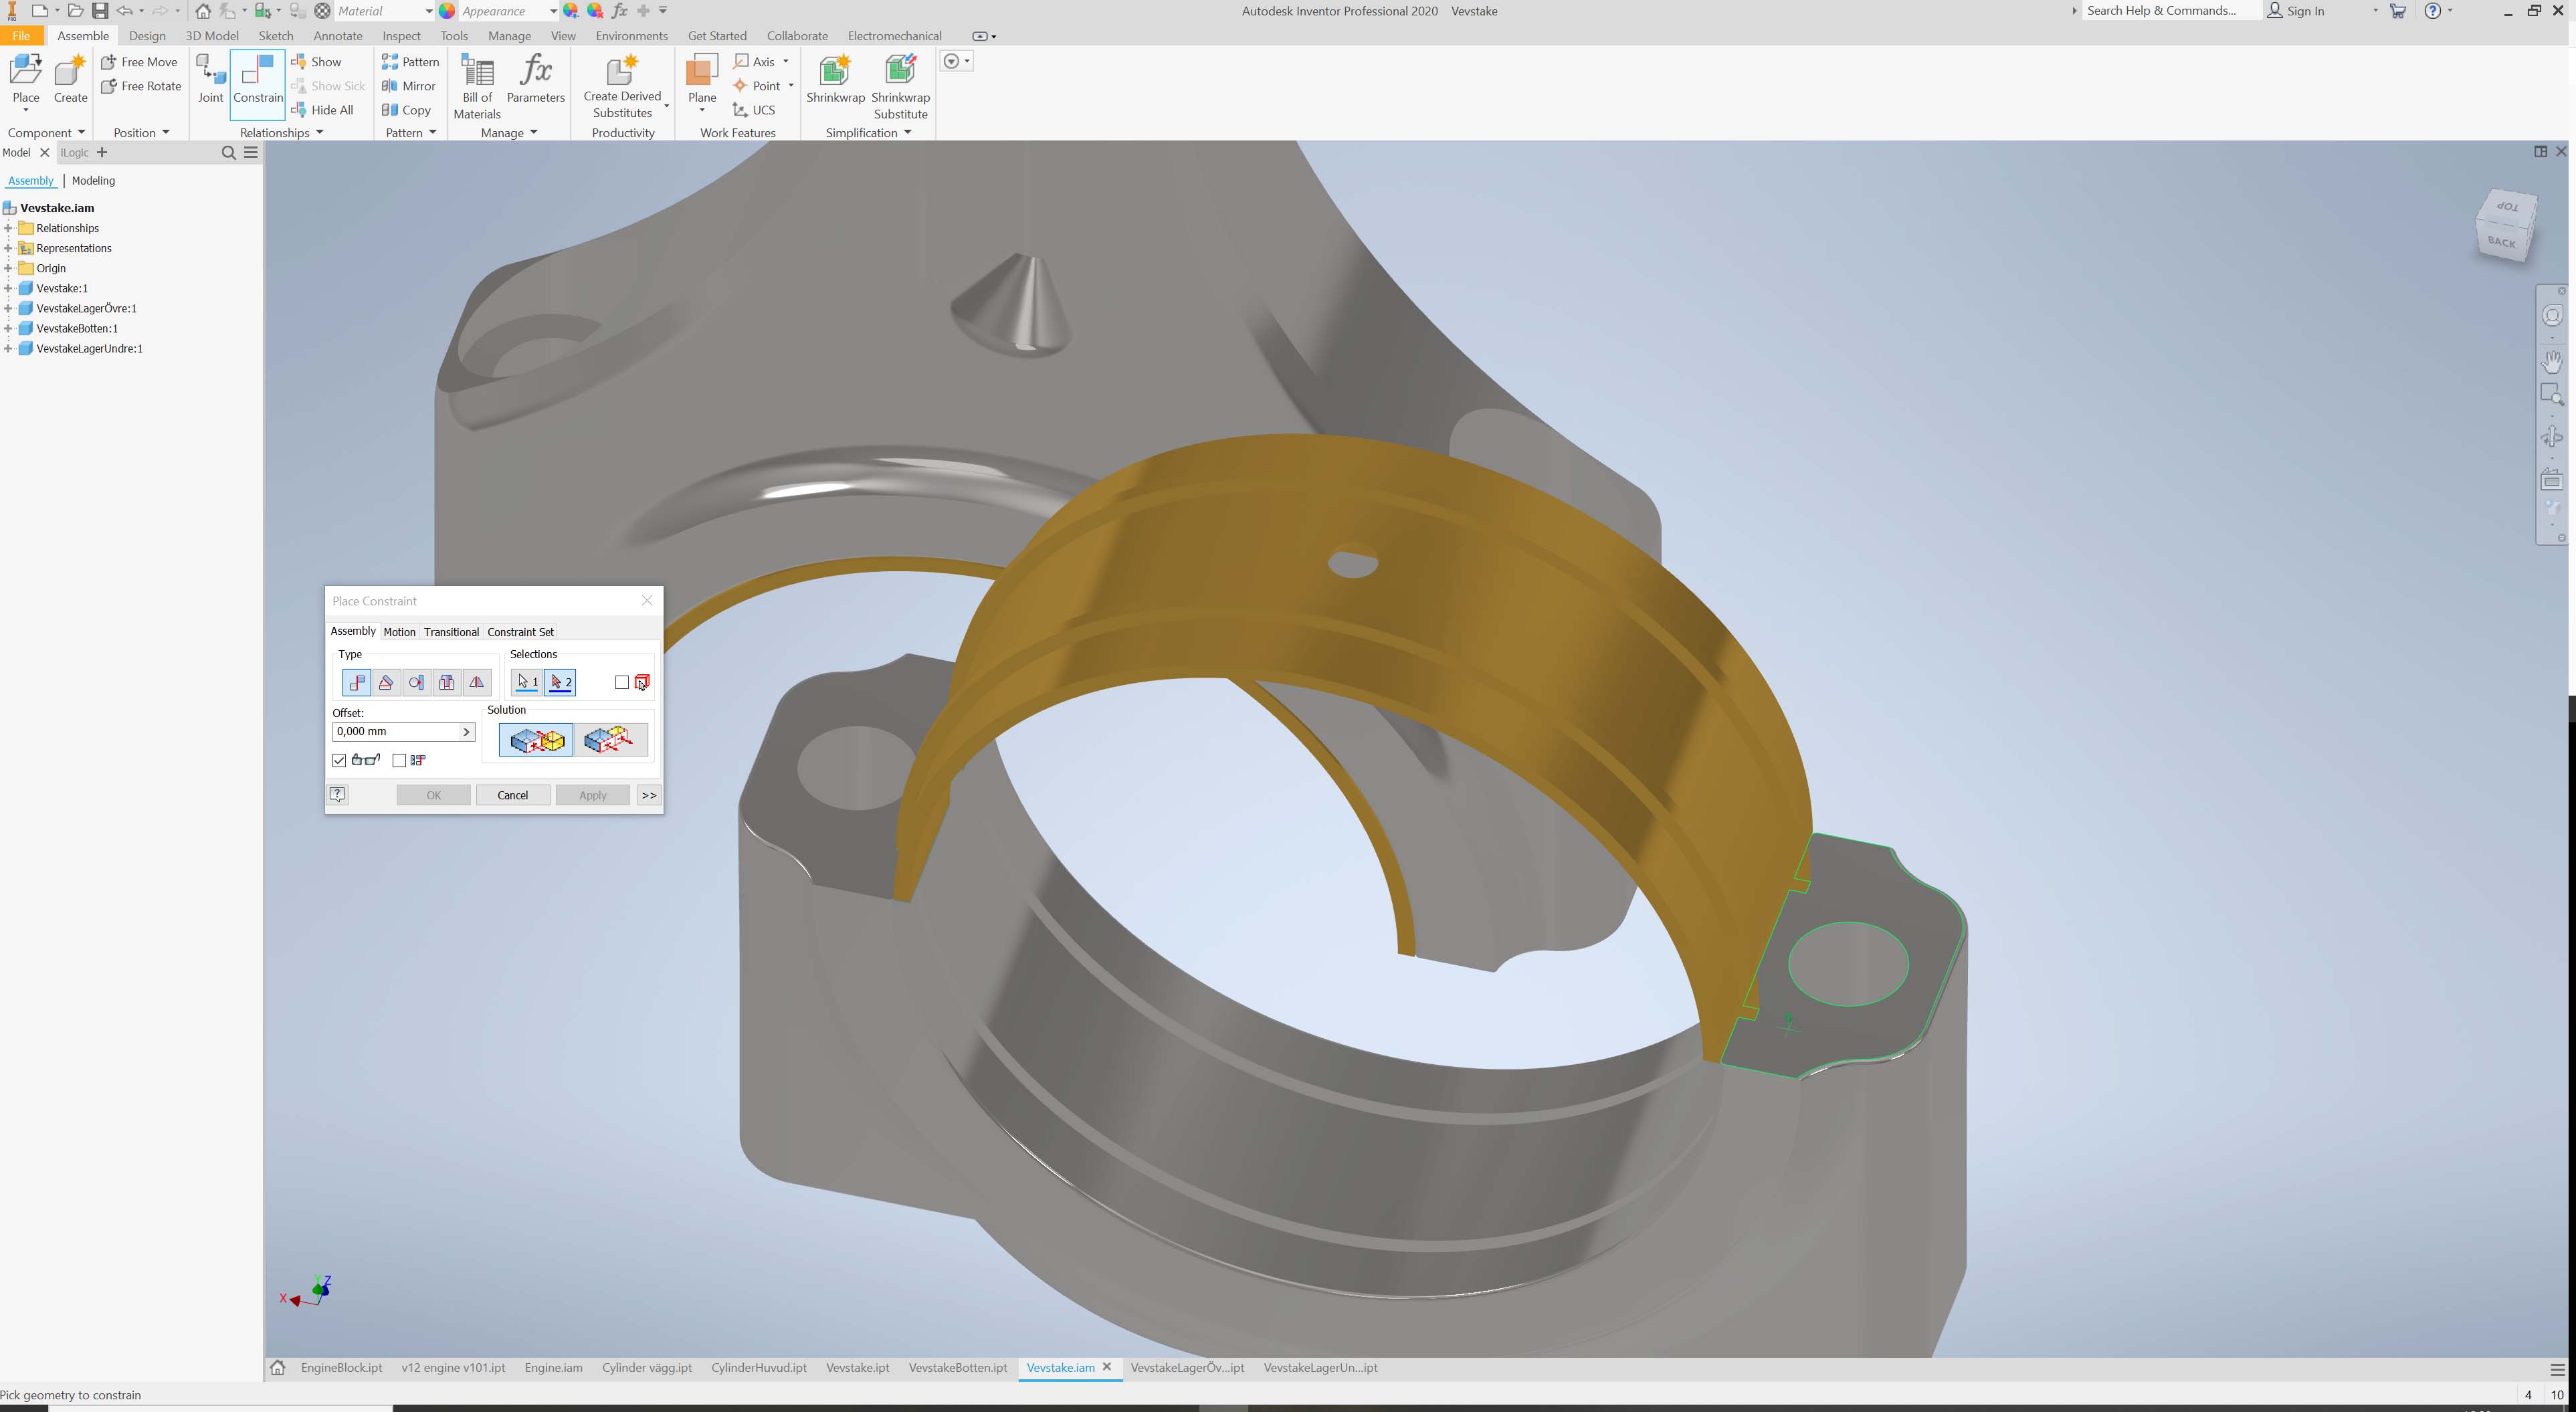 Material
Appearance
Autodesk Inventor Professional 2020 Vevstake
Search Help & Commands...
Sign In
PRO
File Assemble Design 3D Model Sketch Annotate Inspect Tools Manage View Environments Get Started Collaborate Electromechanical
Place
Create
Free Move
Free Rotate
Joint
Constrain
Show
Show Sick
Hide All
Pattern
Mirror
Copy
Bill of
Materials
fx
Parameters
Create Derived
Substitutes
Plane
Axis
Point
UCS
Shrinkwrap
Shrinkwrap
Substitute
Component Position Relationships Pattern Manage Productivity Work Features Simplification
Model iLogic +
Assembly | Modeling
Vevstake.iam
Relationships
Representations
Origin
Vevstake:1
VevstakeLagerÖvre:1
VevstakeBotten:1
VevstakeLagerUndre:1
TOP
BACK
Place Constraint
Assembly Motion Transitional Constraint Set
Type
Selections
1
2
Offset:
Solution
0,000 mm
OK
Cancel
Apply
>>
X
Y
Z
EngineBlock.ipt v12 engine v101.ipt Engine.iam Cylinder vägg.ipt CylinderHuvud.ipt Vevstake.ipt VevstakeBotten.ipt Vevstake.iam VevstakeLagerÖv...ipt VevstakeLagerUn...ipt
Pick geometry to constrain
4 10